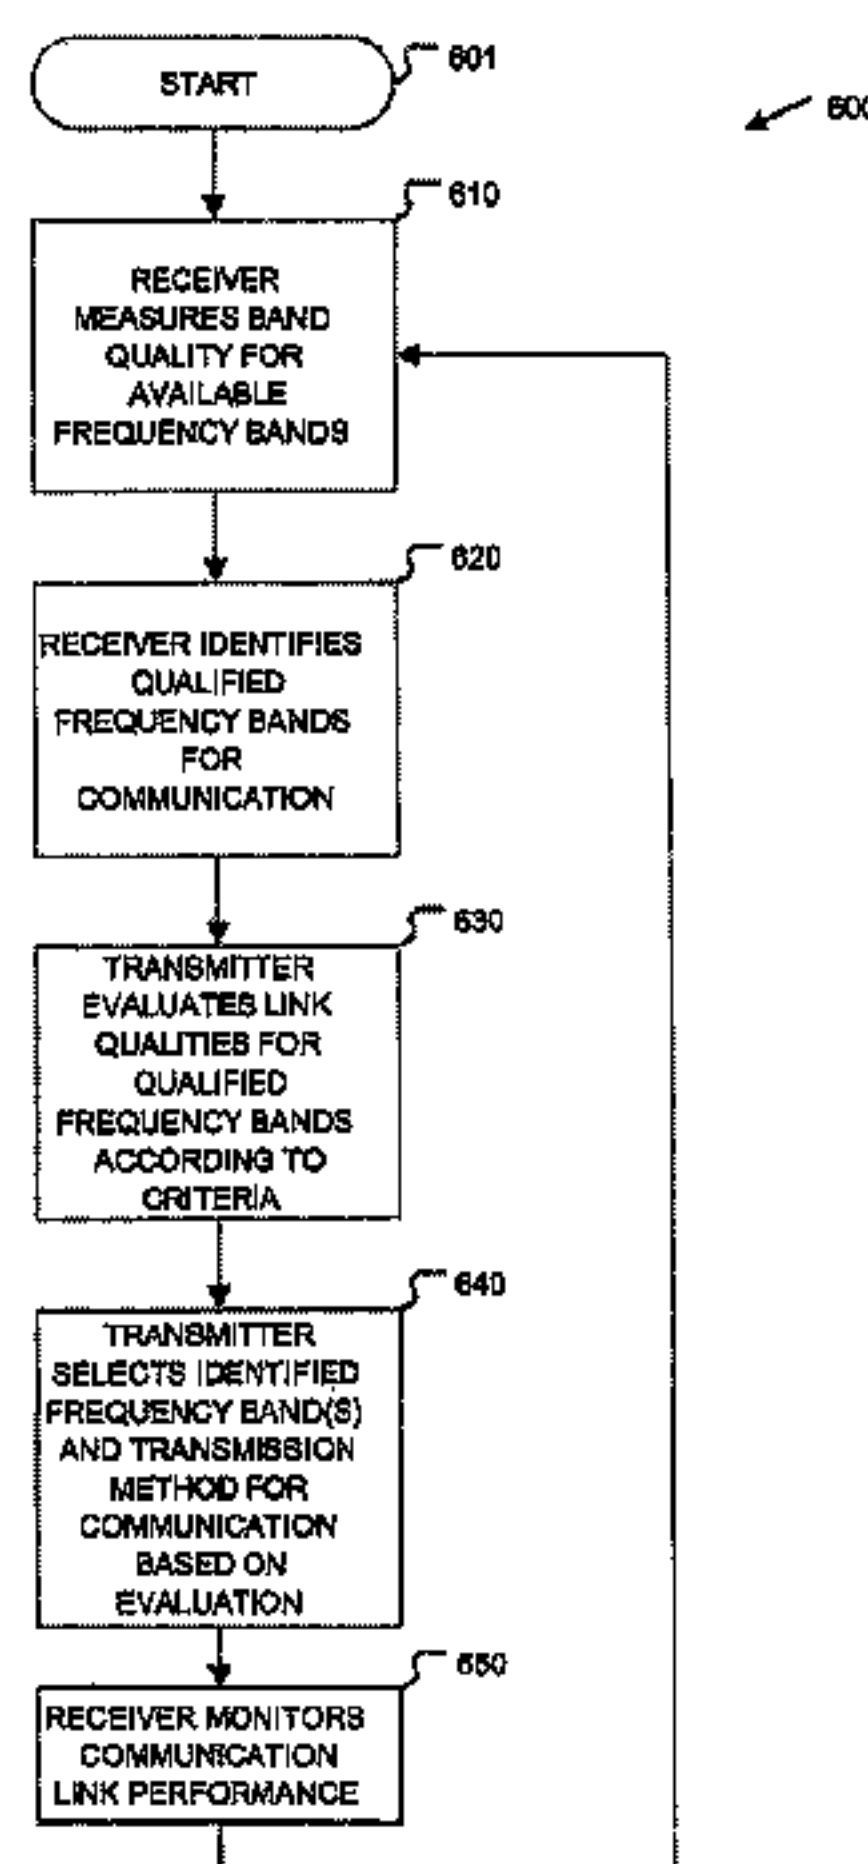 START
601
600
610
RECEIVER
MEASURES BAND
QUALITY FOR
AVAILABLE
FREQUENCY BANDS
620
RECEIVER IDENTIFIES
QUALIFIED
FREQUENCY BANDS
FOR
COMMUNICATION
630
TRANSMITTER
EVALUATES LINK
QUALITIES FOR
QUALIFIED
FREQUENCY BANDS
ACCORDING TO
CRITERIA
640
TRANSMITTER
SELECTS IDENTIFIED
FREQUENCY BAND(S)
AND TRANSMISSION
METHOD FOR
COMMUNICATION
BASED ON
EVALUATION
650
RECEIVER MONITORS
COMMUNICATION
LINK PERFORMANCE